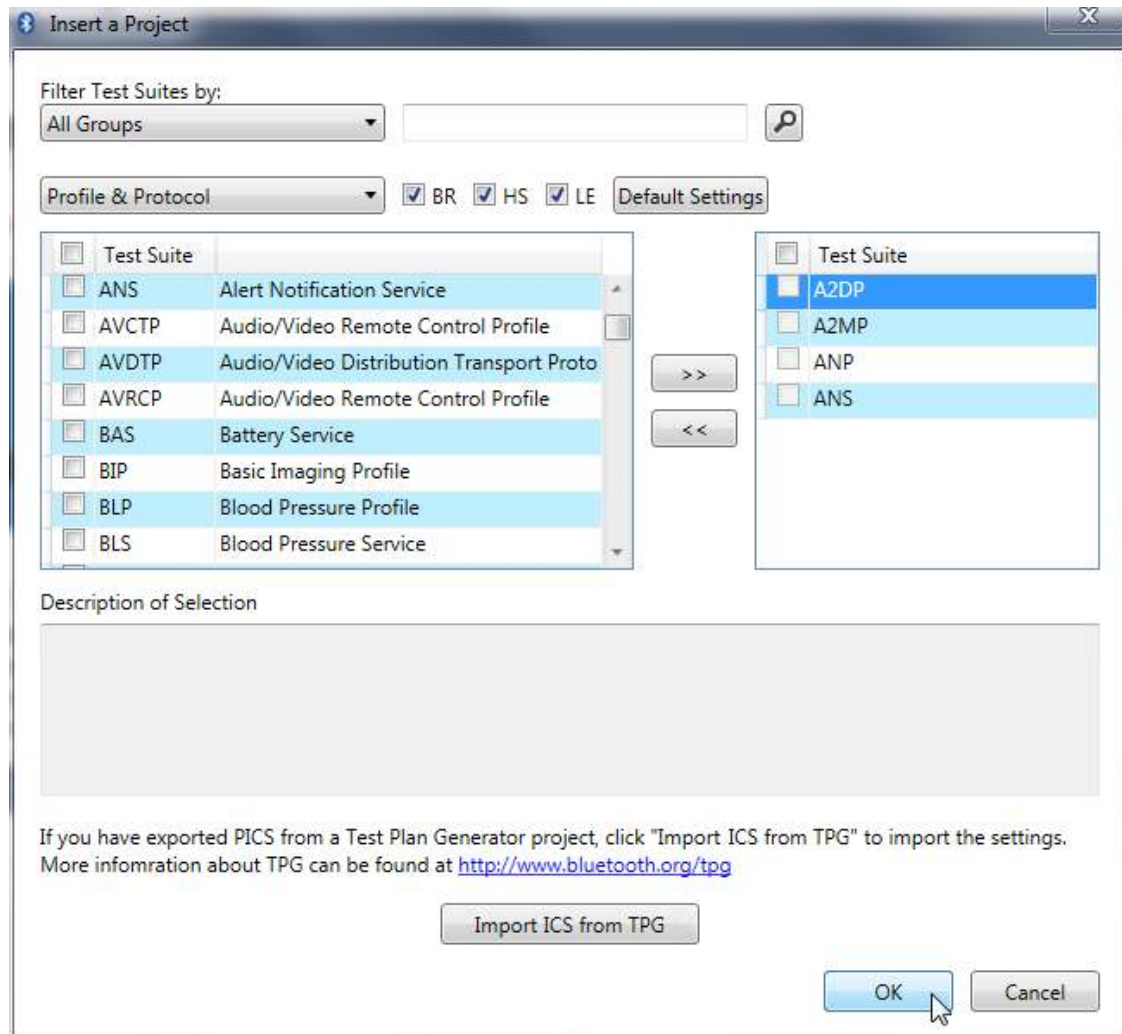 Insert a Project
Filter Test Suites by:
All Groups
Profile & Protocol BR HS LE Default Settings
Test Suite
ANS Alert Notification Service
AVCTP Audio/Video Remote Control Profile
AVDTP Audio/Video Distribution Transport Proto
AVRCP Audio/Video Remote Control Profile
BAS Battery Service
BIP Basic Imaging Profile
BLP Blood Pressure Profile
BLS Blood Pressure Service
>>
<<
Test Suite
A2DP
A2MP
ANP
ANS
Description of Selection
If you have exported PICS from a Test Plan Generator project, click "Import ICS from TPG" to import the settings.
More infomration about TPG can be found at http://www.bluetooth.org/tpg
Import ICS from TPG
OK Cancel